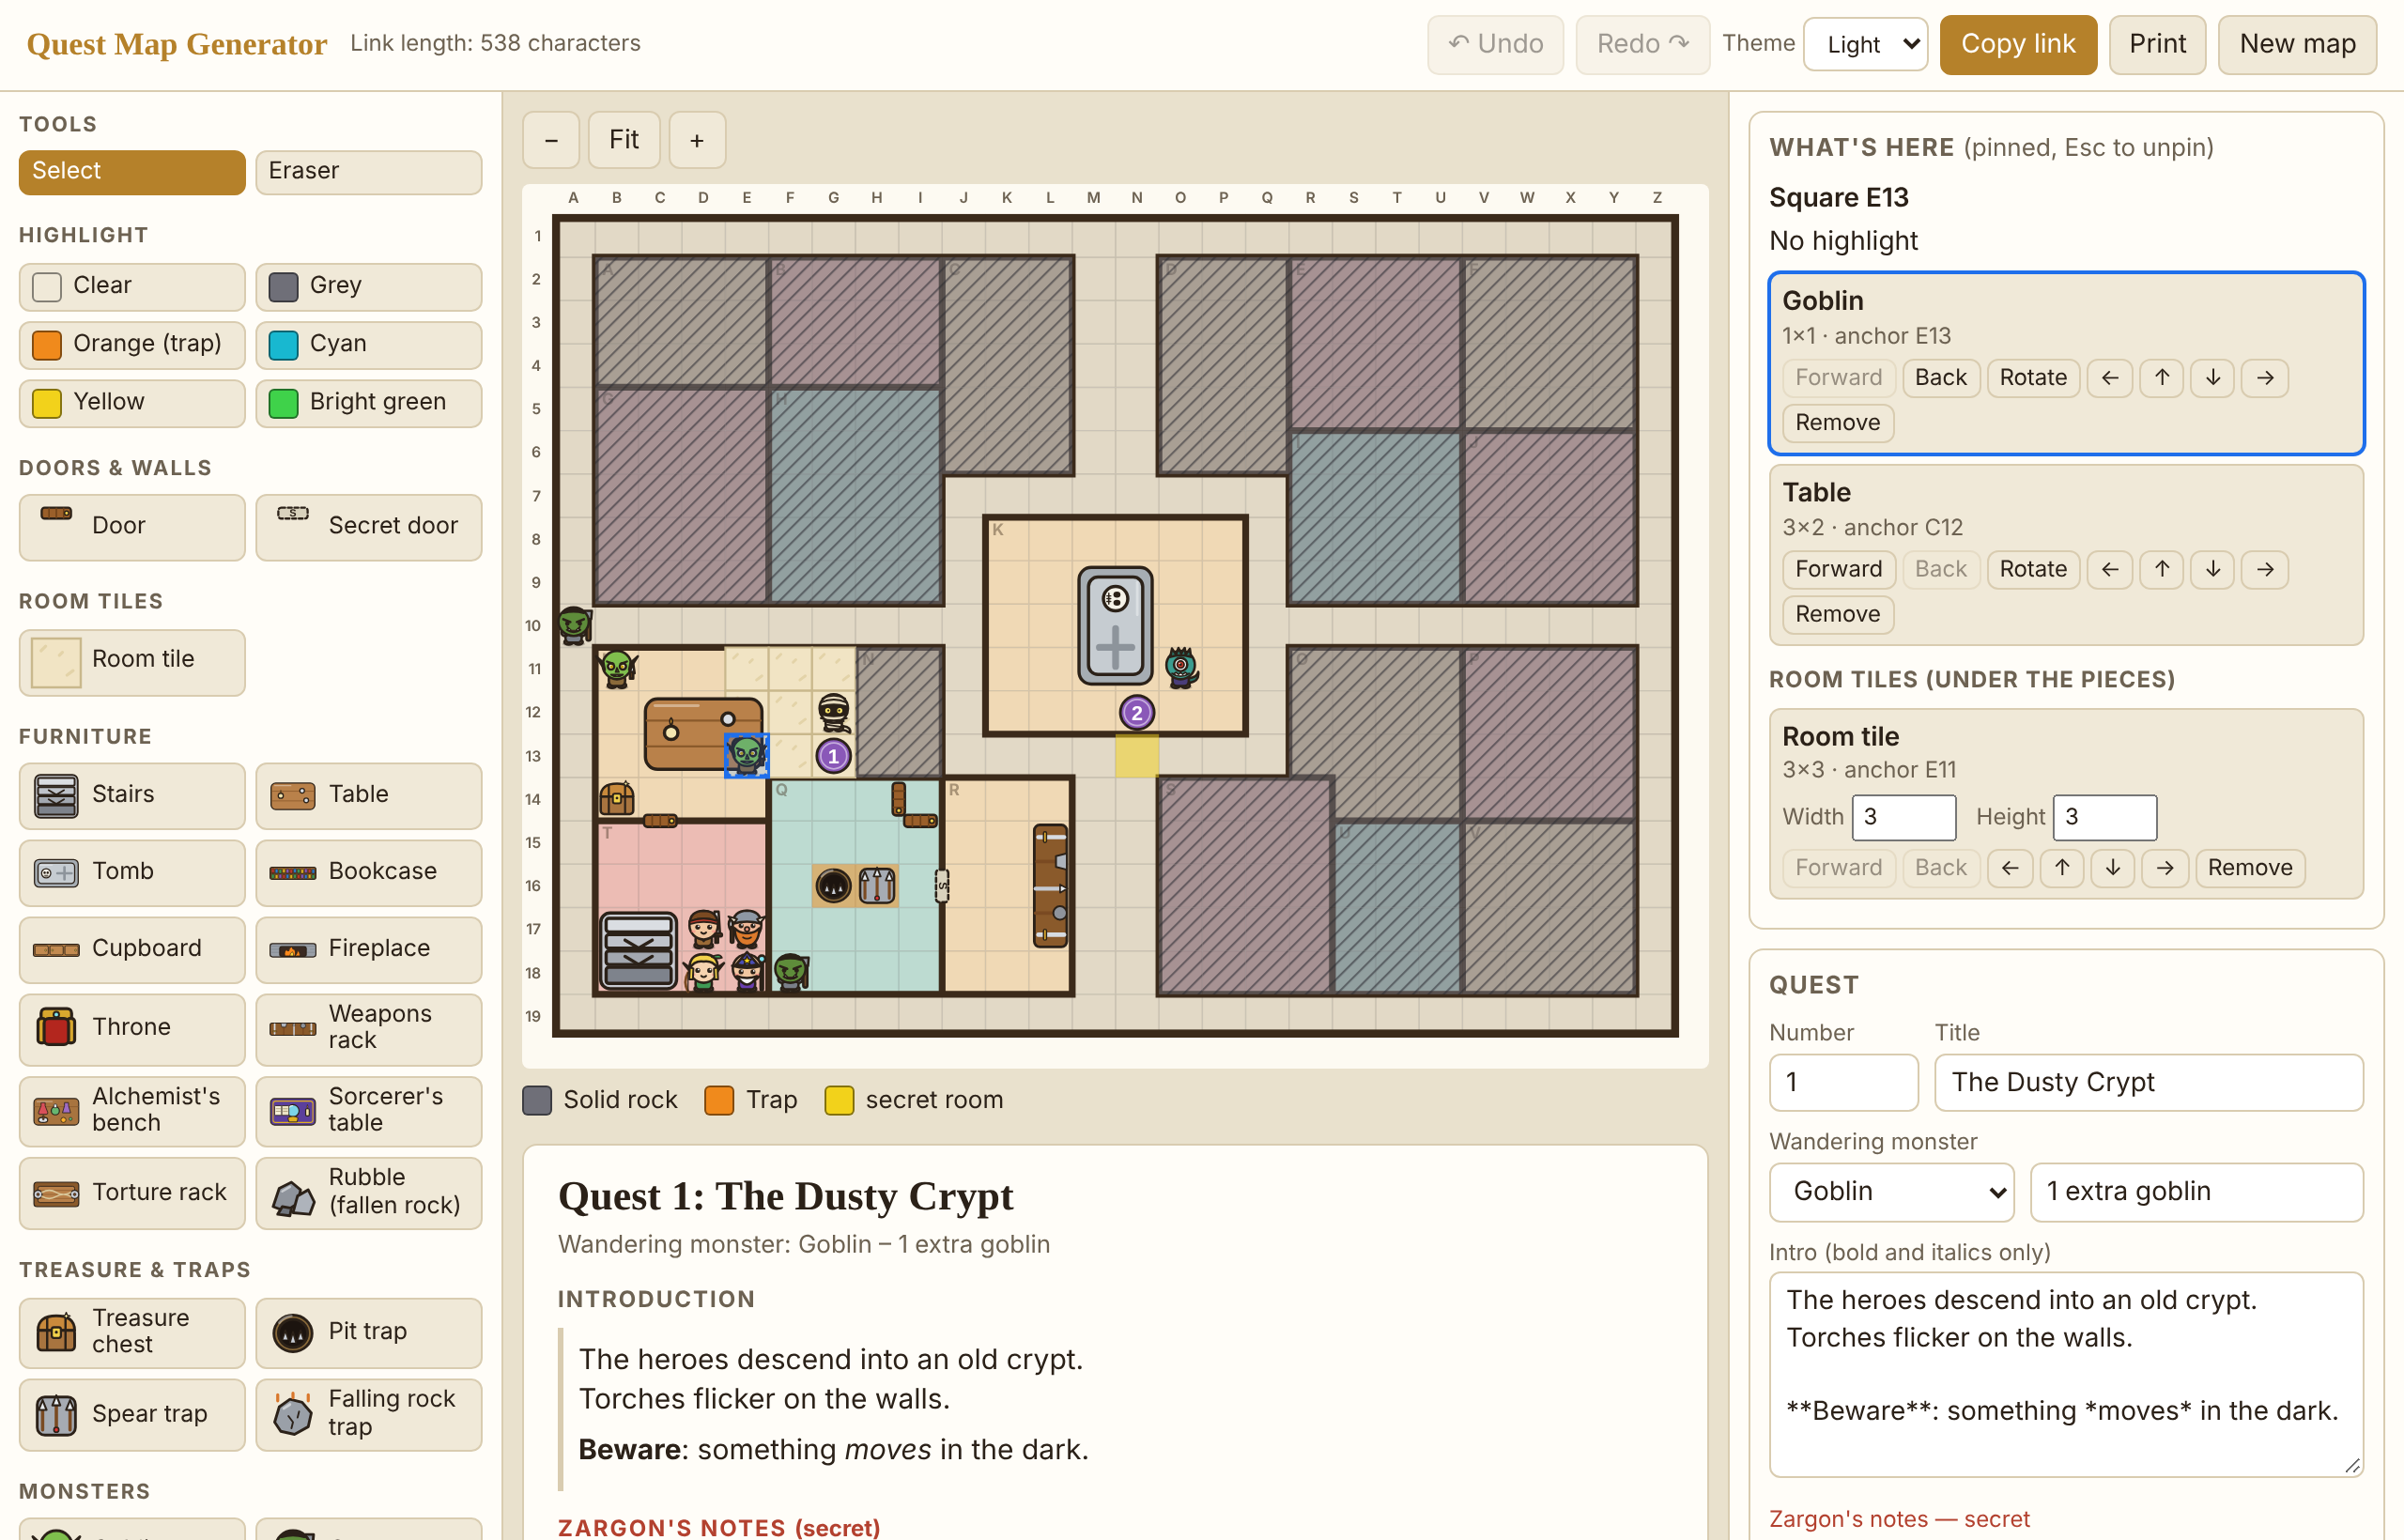 Quest Map Generator
Link length: 538 characters
↶ Undo
Redo ↷
Theme
Light
Copy link
Print
New map
TOOLS
Select
Eraser
HIGHLIGHT
Clear
Grey
Orange (trap)
Cyan
Yellow
Bright green
DOORS & WALLS
Door
S
Secret door
ROOM TILES
Room tile
FURNITURE
Stairs
Table
Tomb
Bookcase
Cupboard
Fireplace
Throne
Weapons
rack
Alchemist's
bench
Sorcerer's
table
Torture rack
Rubble
(fallen rock)
TREASURE & TRAPS
Treasure
chest
Pit trap
Spear trap
Falling rock
trap
MONSTERS
−
Fit
+
A B C D E F G H I J K L M N O P Q R S T U V W X Y Z
1
2
A B C D E F
3
4
5
G H
6
I J
7
8
K
9
10
11
N P
12
2
13
1
14
Q R S
15
T U V
16
S
17
18
19
Solid rock
Trap
secret room
Quest 1: The Dusty Crypt
Wandering monster: Goblin – 1 extra goblin
INTRODUCTION
The heroes descend into an old crypt.
Torches flicker on the walls.
Beware: something moves in the dark.
ZARGON'S NOTES (secret)
WHAT'S HERE (pinned, Esc to unpin)
Square E13
No highlight
Goblin
1×1 · anchor E13
Forward Back Rotate ← ↑ ↓ →
Remove
Table
3×2 · anchor C12
Forward Back Rotate ← ↑ ↓ →
Remove
ROOM TILES (UNDER THE PIECES)
Room tile
3×3 · anchor E11
Width 3 Height 3
Forward Back ← ↑ ↓ → Remove
QUEST
Number
Title
1
The Dusty Crypt
Wandering monster
Goblin
1 extra goblin
Intro (bold and italics only)
The heroes descend into an old crypt.
Torches flicker on the walls.
**Beware**: something *moves* in the dark.
Zargon's notes — secret